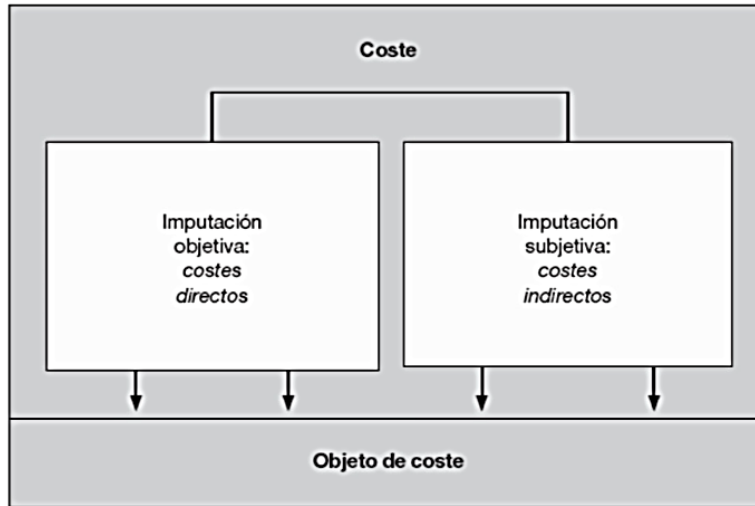 Coste
Imputación
objetiva:
costes
directos
Imputación
subjetiva:
costes
indirectos
Objeto de coste